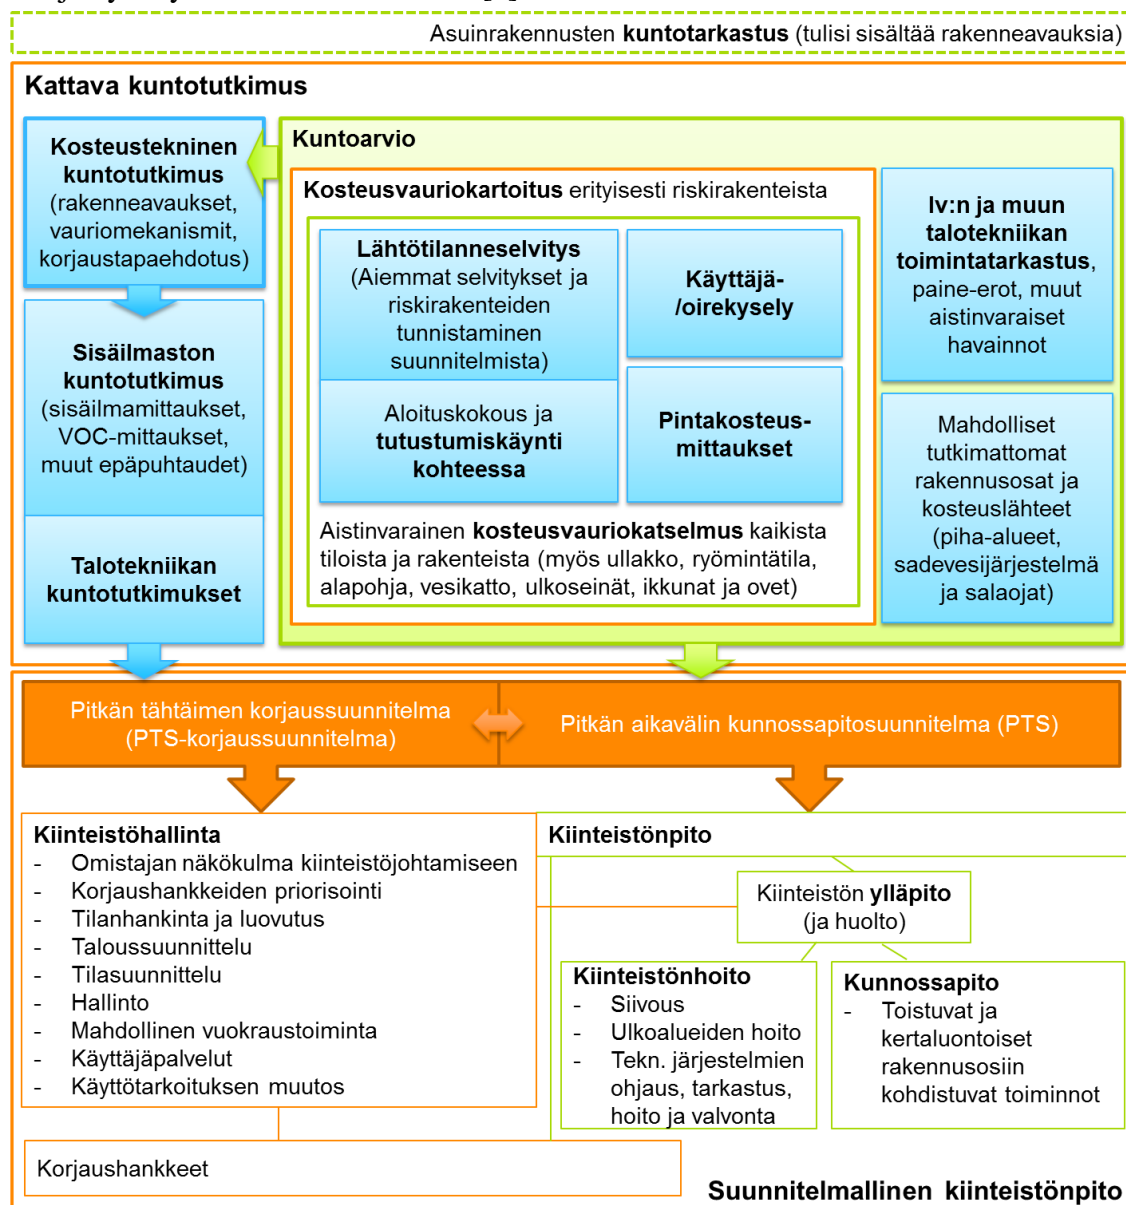 Asuinrakennusten kuntotarkastus (tulisi sisältää rakenneavauksia)
Kattava kuntotutkimus
Kosteustekninen
kuntotutkimus
(rakenneavaukset,
vauriomekanismit,
korjaustapaehdotus)
Sisäilmaston
kuntotutkimus
(sisäilmamittaukset,
VOC-mittaukset,
muut epäpuhtaudet)
Talotekniikan
kuntotutkimukset
Kuntoarvio
Kosteusvauriokartoitus erityisesti riskirakenteista
Lähtötilanneselvitys
(Aiemmat selvitykset ja
riskirakenteiden
tunnistaminen
suunnitelmista)
Käyttäjä-
/oirekysely
Aloituskokous ja
tutustumiskäynti
kohteessa
Pintakosteus-
mittaukset
Aistinvarainen kosteusvauriokatselmus kaikista
tiloista ja rakenteista (myös ullakko, ryömintätila,
alapohja, vesikatto, ulkoseinät, ikkunat ja ovet)
Iv:n ja muun
talotekniikan
toimintatarkastus,
paine-erot, muut
aistinvaraiset
havainnot
Mahdolliset
tutkimattomat
rakennusosat ja
kosteuslähteet
(piha-alueet,
sadevesijärjestelmä
ja salaojat)
Pitkän tähtäimen korjaussuunnitelma
(PTS-korjaussuunnitelma)
Pitkän aikavälin kunnossapitosuunnitelma (PTS)
Kiinteistöhallinta
- Omistajan näkökulma kiinteistöjohtamiseen
- Korjaushankkeiden priorisointi
- Tilanhankinta ja luovutus
- Taloussuunnittelu
- Tilasuunnittelu
- Hallinto
- Mahdollinen vuokraustoiminta
- Käyttäjäpalvelut
- Käyttötarkoituksen muutos
Kiinteistönpito
Kiinteistön ylläpito
(ja huolto)
Kiinteistönhoito
- Siivous
- Ulkoalueiden hoito
- Tekn. järjestelmien
ohjaus, tarkastus,
hoito ja valvonta
Kunnossapito
- Toistuvat ja
kertaluontoiset
rakennusosiin
kohdistuvat toiminnot
Korjaushankkeet
Suunnitelmallinen kiinteistönpito